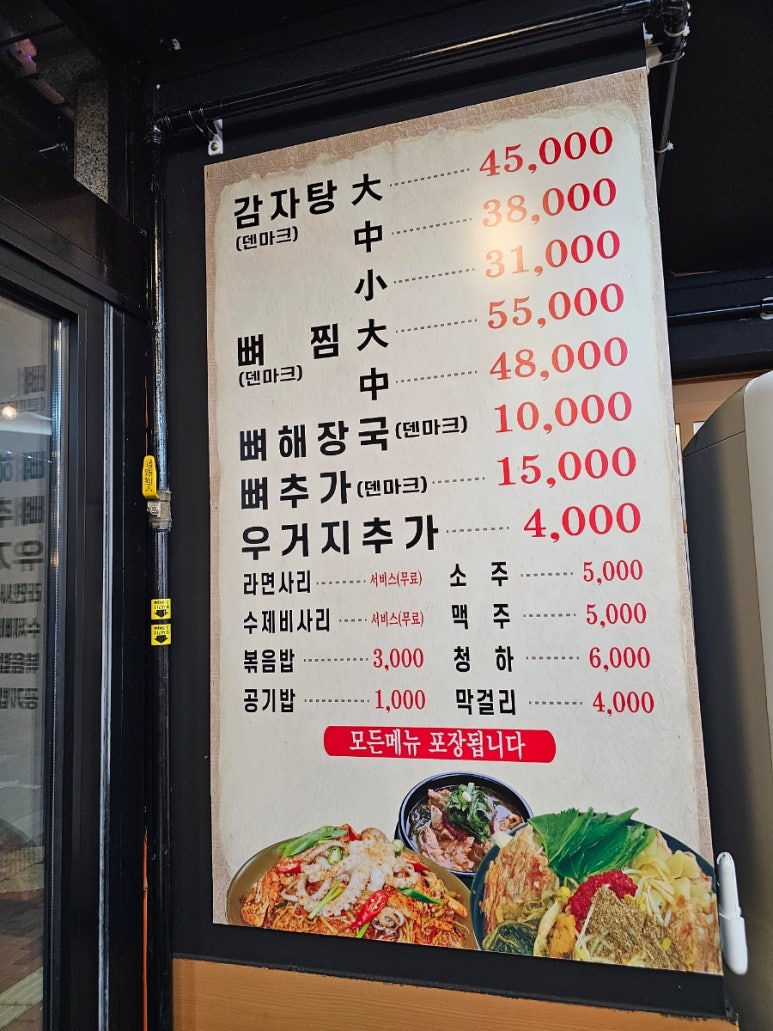 감자탕 大 45,000
(덴마크) 中 38,000
小 31,000
뼈찜 大 55,000
(덴마크) 中 48,000
뼈해장국(덴마크) 10,000
뼈추가(덴마크) 15,000
우거지추가 4,000
라면사리 서비스(무료) 소주 5,000
수제비사리 서비스(무료) 맥주 5,000
볶음밥 3,000 청하 6,000
공기밥 1,000 막걸리 4,000
모든메뉴 포장됩니다